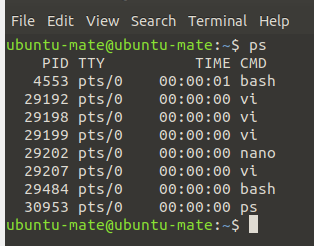 File Edit View Search Terminal Help
ubuntu-mate@ubuntu-mate:~$ ps
PID TTY TIME CMD
4553 pts/0 00:00:01 bash
29192 pts/0 00:00:00 vi
29198 pts/0 00:00:00 vi
29199 pts/0 00:00:00 vi
29202 pts/0 00:00:00 nano
29207 pts/0 00:00:00 vi
29484 pts/0 00:00:00 bash
30953 pts/0 00:00:00 ps
ubuntu-mate@ubuntu-mate:~$